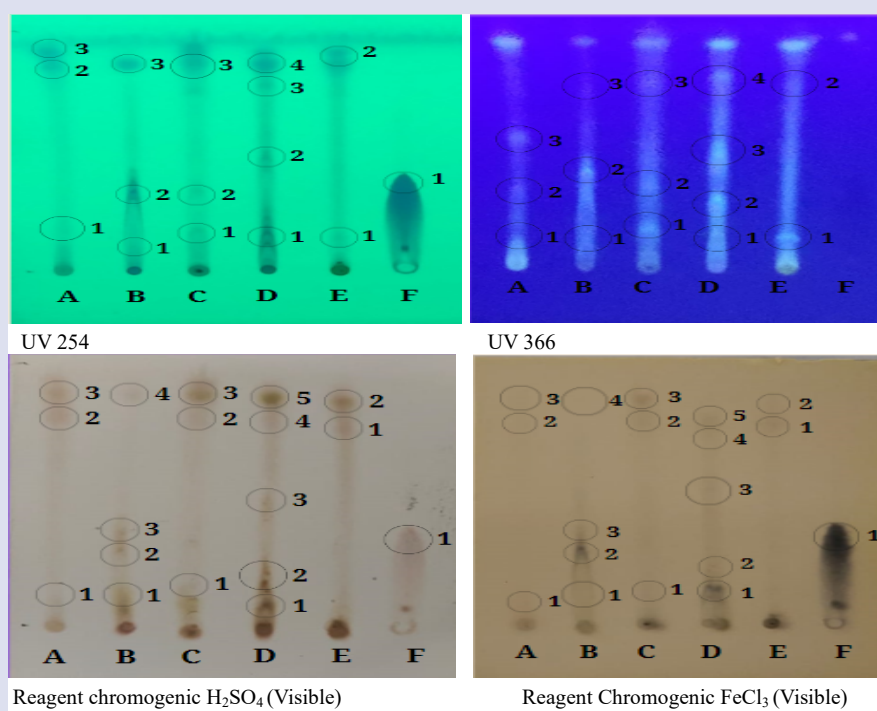 3 2
3 3 4
2
3
2
1
2 2
1 1 1 1
1
A B C D E F
UV 254
4
3 3 2
3
3
2
2
2 2
1
1 1 1 1
A B C D E F
UV 366
3 4 3 5 2
2 2 4 1
3
3 1
2
2
1
1 1
1
A B C D E F
Reagent chromogenic H₂SO₄ (Visible)
3 4 3 2
2 2 5 1
4
3
3 1
2
2
1 1 1
1
A B C D E F
Reagent Chromogenic FeCl₃ (Visible)